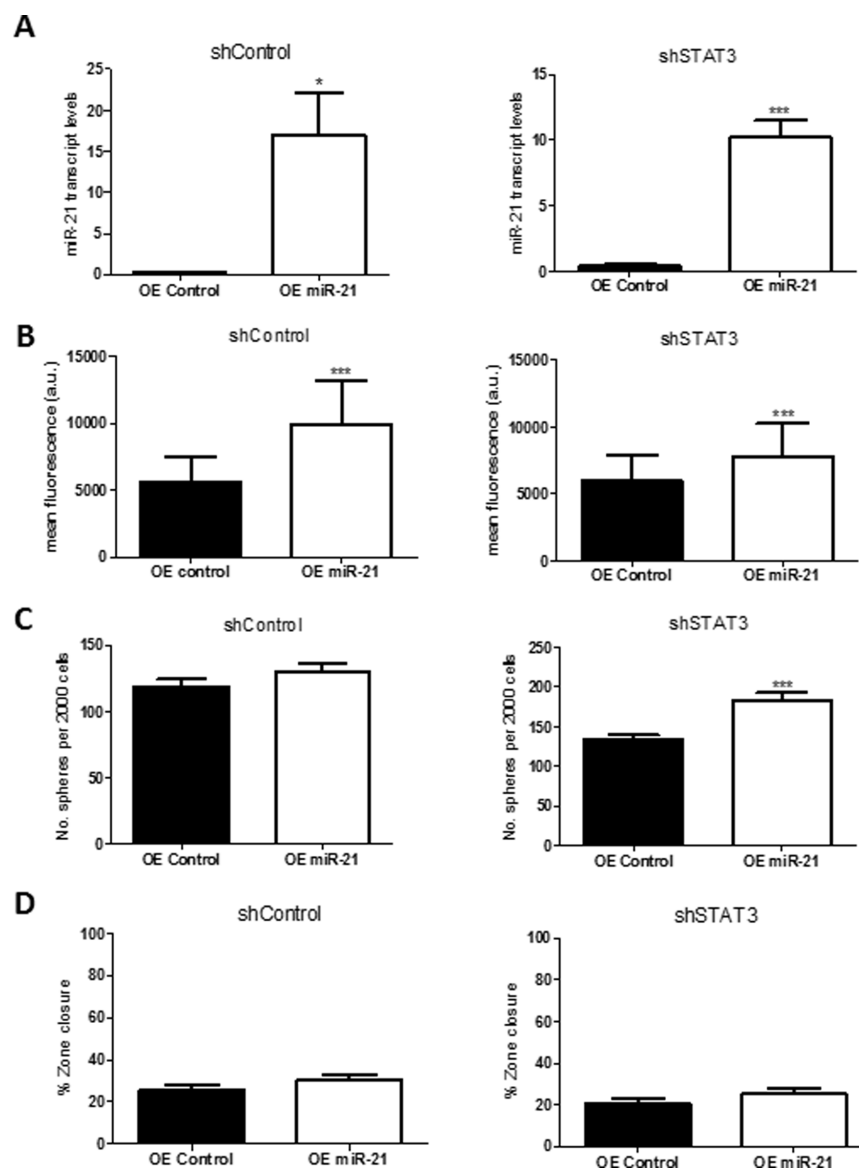 A
shControl
miR-21 transcript levels
25
20
15
10
5
0
*
OE Control
OE miR-21
shSTAT3
miR-21 transcript levels
15
10
5
0
***
OE Control
OE miR-21
B
shControl
mean fluorescence (a.u.)
15000
10000
5000
0
***
OE control
OE miR-21
shSTAT3
mean fluorescence (a.u.)
15000
10000
5000
0
***
OE Control
OE miR-21
C
shControl
No. spheres per 2000 cells
150
100
50
0
OE Control
OE miR-21
shSTAT3
No. spheres per 2000 cells
250
200
150
100
50
0
***
OE Control
OE miR-21
D
shControl
% Zone closure
100
80
60
40
20
0
OE Control
OE miR-21
shSTAT3
% Zone closure
100
80
60
40
20
0
OE Control
OE miR-21